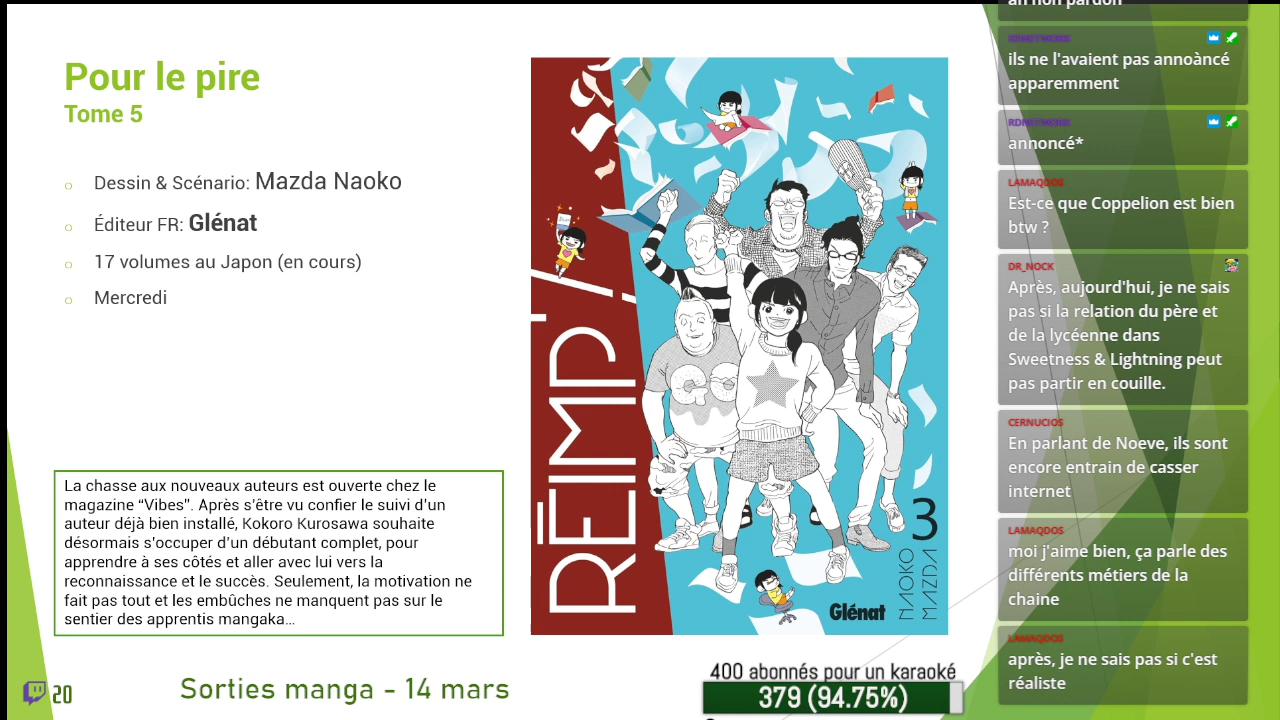 Pour le pire
Tome 5
Dessin & Scénario: Mazda Naoko
Éditeur FR: Glénat
17 volumes au Japon (en cours)
Mercredi
La chasse aux nouveaux auteurs est ouverte chez le
magazine “Vibes”. Après s’être vu confier le suivi d’un
auteur déjà bien installé, Kokoro Kurosawa souhaite
désormais s’occuper d’un débutant complet, pour
apprendre à ses côtés et aller avec lui vers la
reconnaissance et le succès. Seulement, la motivation ne
fait pas tout et les embûches ne manquent pas sur le
sentier des apprentis mangaka…
20
Sorties manga - 14 mars
RÉIMP'!
GO
3
NAOKO
MAZDA
Glénat
400 abonnés pour un karaoké
379 (94.75%)
ah non pardon
ils ne l'avaient pas annoàncé
apparemment
annoncé*
LAMAQDOS
Est-ce que Coppelion est bien
btw ?
DR_NOCK
Après, aujourd'hui, je ne sais
pas si la relation du père et
de la lycéenne dans
Sweetness & Lightning peut
pas partir en couille.
CERNUCIOS
En parlant de Noeve, ils sont
encore entrain de casser
internet
LAMAQDOS
moi j'aime bien, ça parle des
différents métiers de la
chaine
LAMAQDOS
après, je ne sais pas si c'est
réaliste